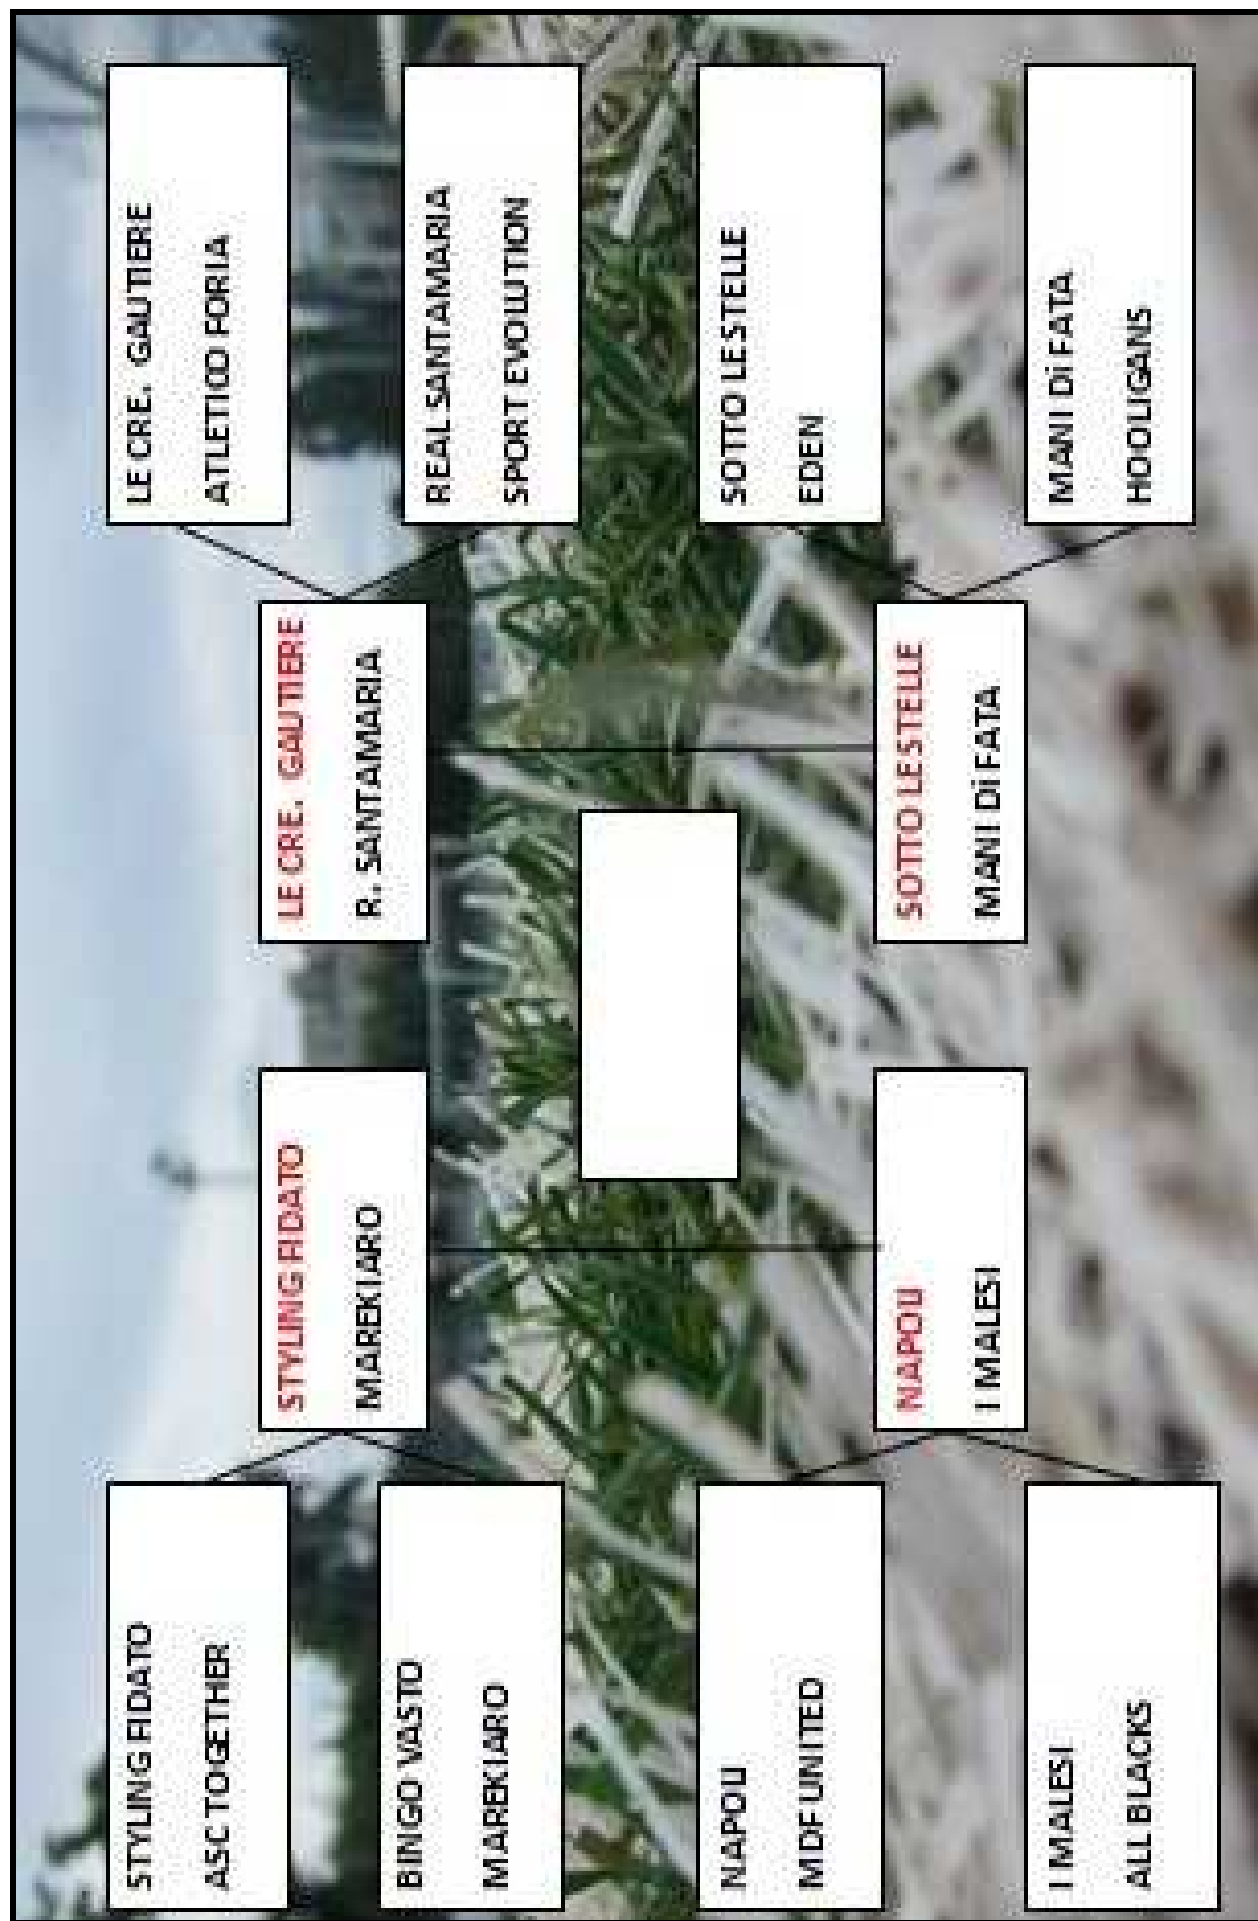 STYLING FIDATO
ASC TOGETHER
BINGO VASTO
MAREKIARO
NAPOLI
MDF UNITED
I MALESI
ALL BLACKS
STYLING FIDATO
MAREKIARO
NAPOLI
I MALESI
LE CRE. GAUTIERE
R. SANTAMARIA
SOTTO LE STELLE
MANI Di FATA
LE CRE. GAUTIERE
ATLETICO FORIA
REAL SANTAMARIA
SPORT EVOLUTION
SOTTO LE STELLE
EDEN
MANI Di FATA
HOOLIGANS